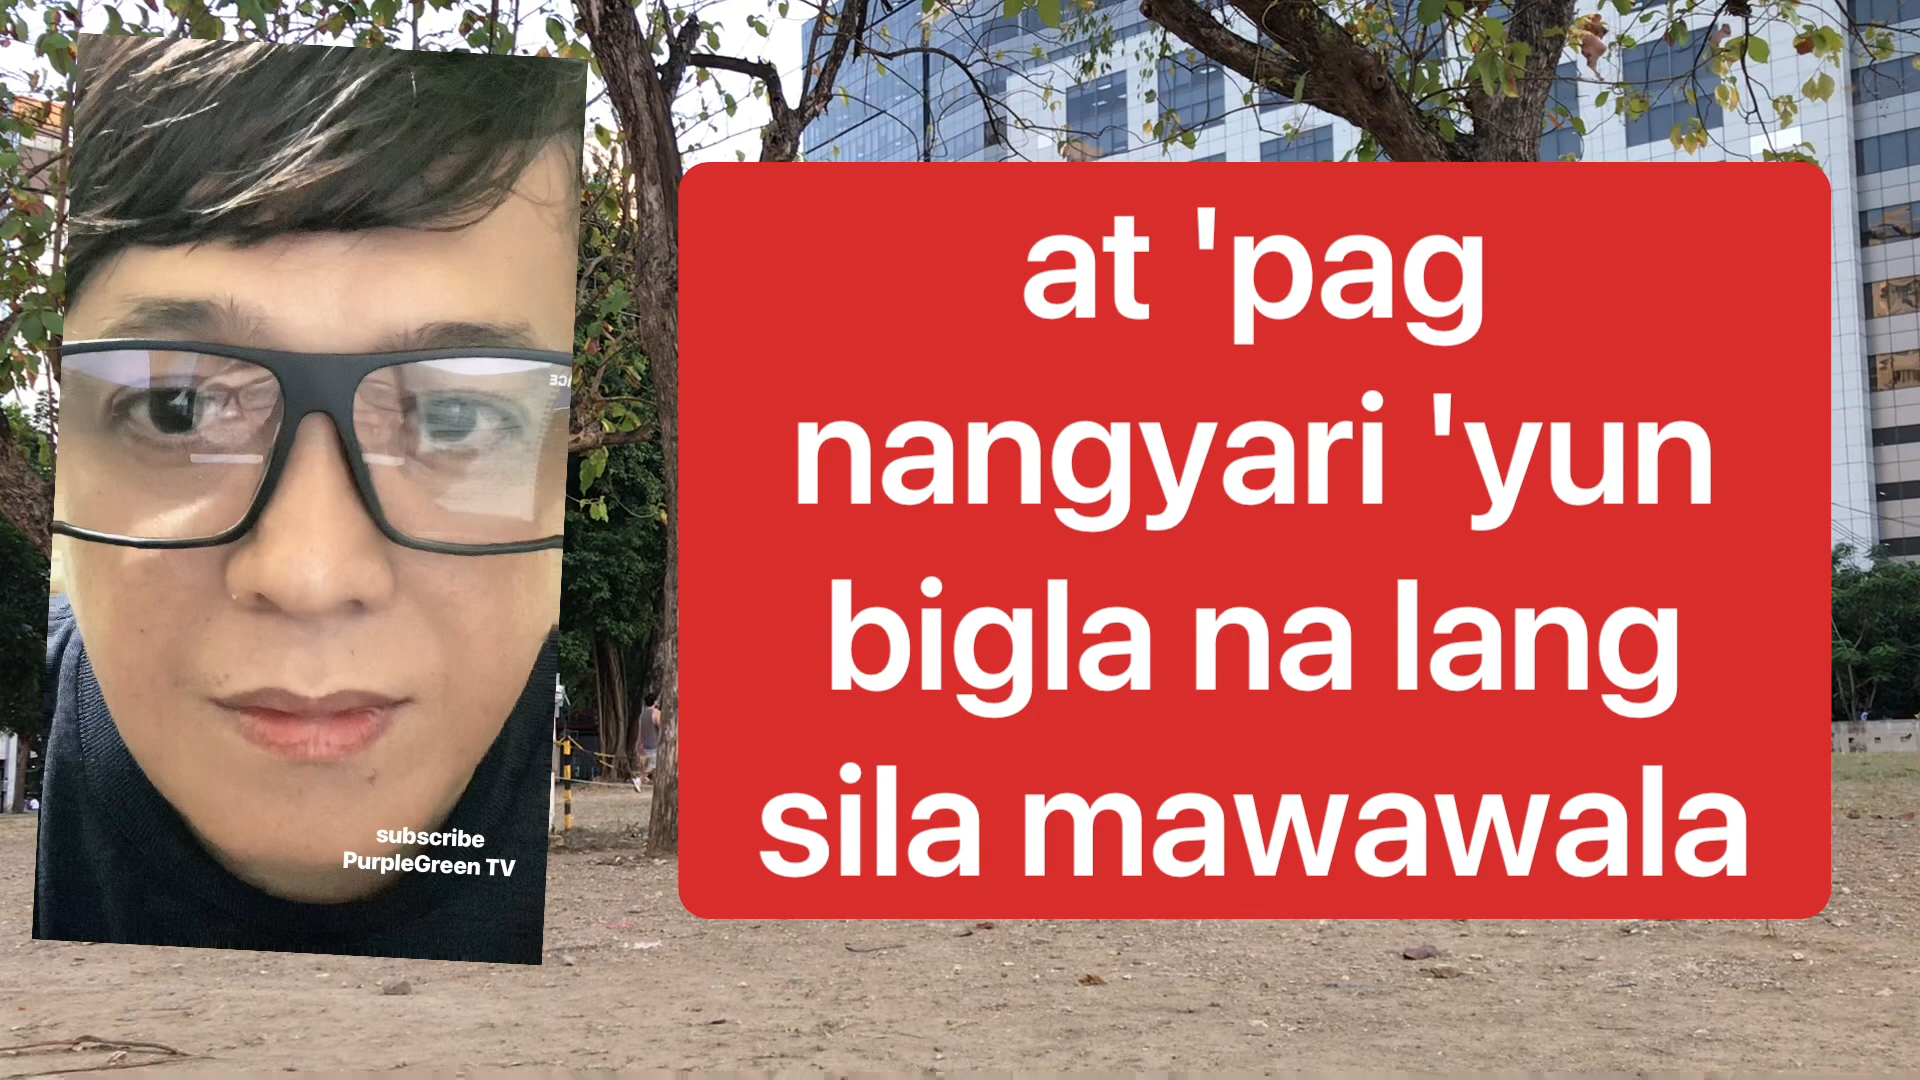 at 'pag
nangyari 'yun
bigla na lang
sila mawawala
subscribe
PurpleGreen TV